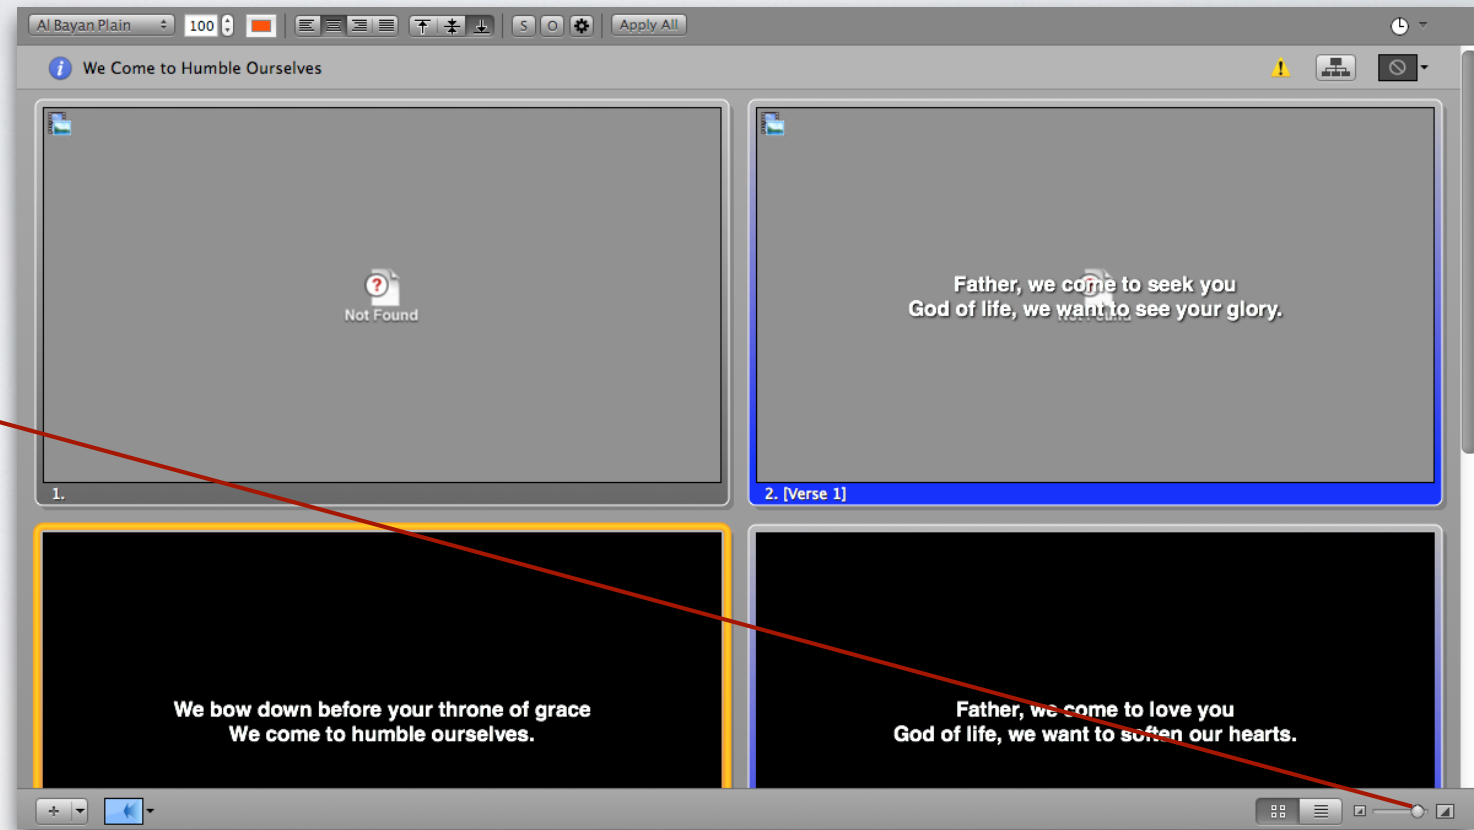 Al Bayan Plain 100 S O Apply All
We Come to Humble Ourselves
Not Found
1.
Father, we come to seek you
God of life, we want to see your glory.
2. [Verse 1]
We bow down before your throne of grace
We come to humble ourselves.
Father, we come to love you
God of life, we want to soften our hearts.